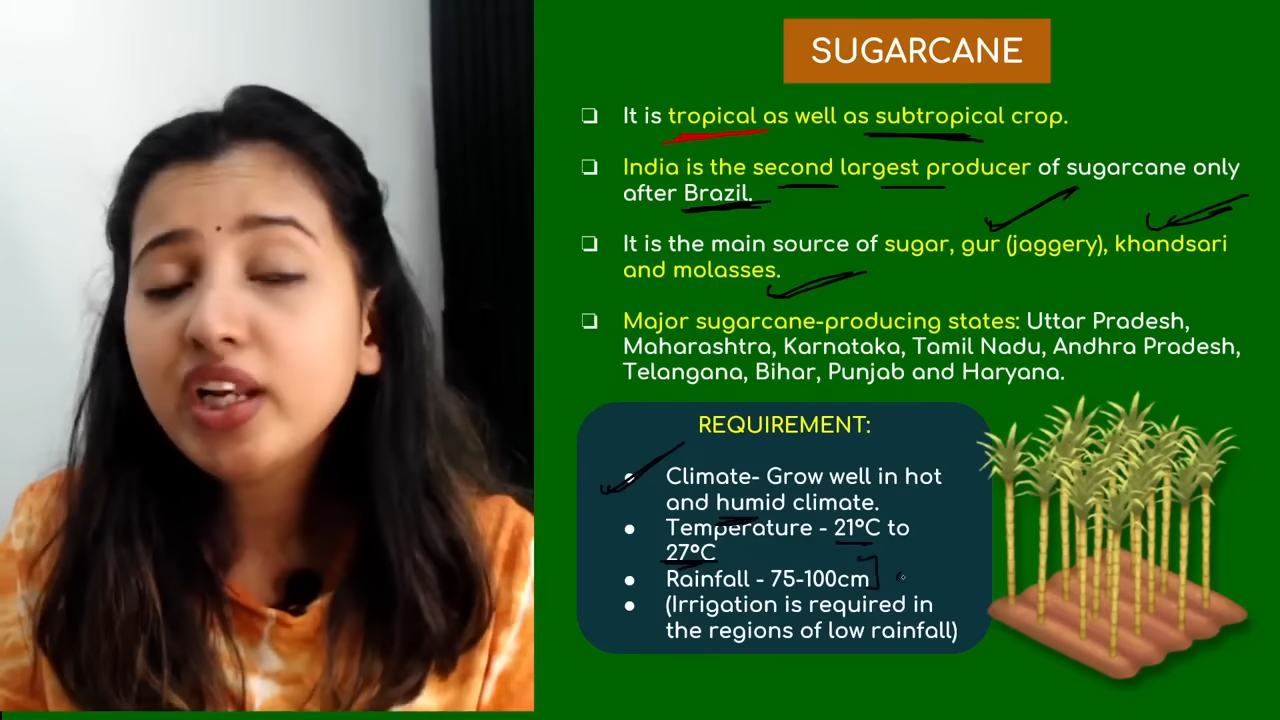 SUGARCANE
❑ It is tropical as well as subtropical crop.
❑ India is the second largest producer of sugarcane only
after Brazil.
❑ It is the main source of sugar, gur (jaggery), khandsari
and molasses.
❑ Major sugarcane-producing states: Uttar Pradesh,
Maharashtra, Karnataka, Tamil Nadu, Andhra Pradesh,
Telangana, Bihar, Punjab and Haryana.
REQUIREMENT:
● Climate- Grow well in hot
and humid climate.
● Temperature - 21°C to
27°C
● Rainfall - 75-100cm
● (Irrigation is required in
the regions of low rainfall)